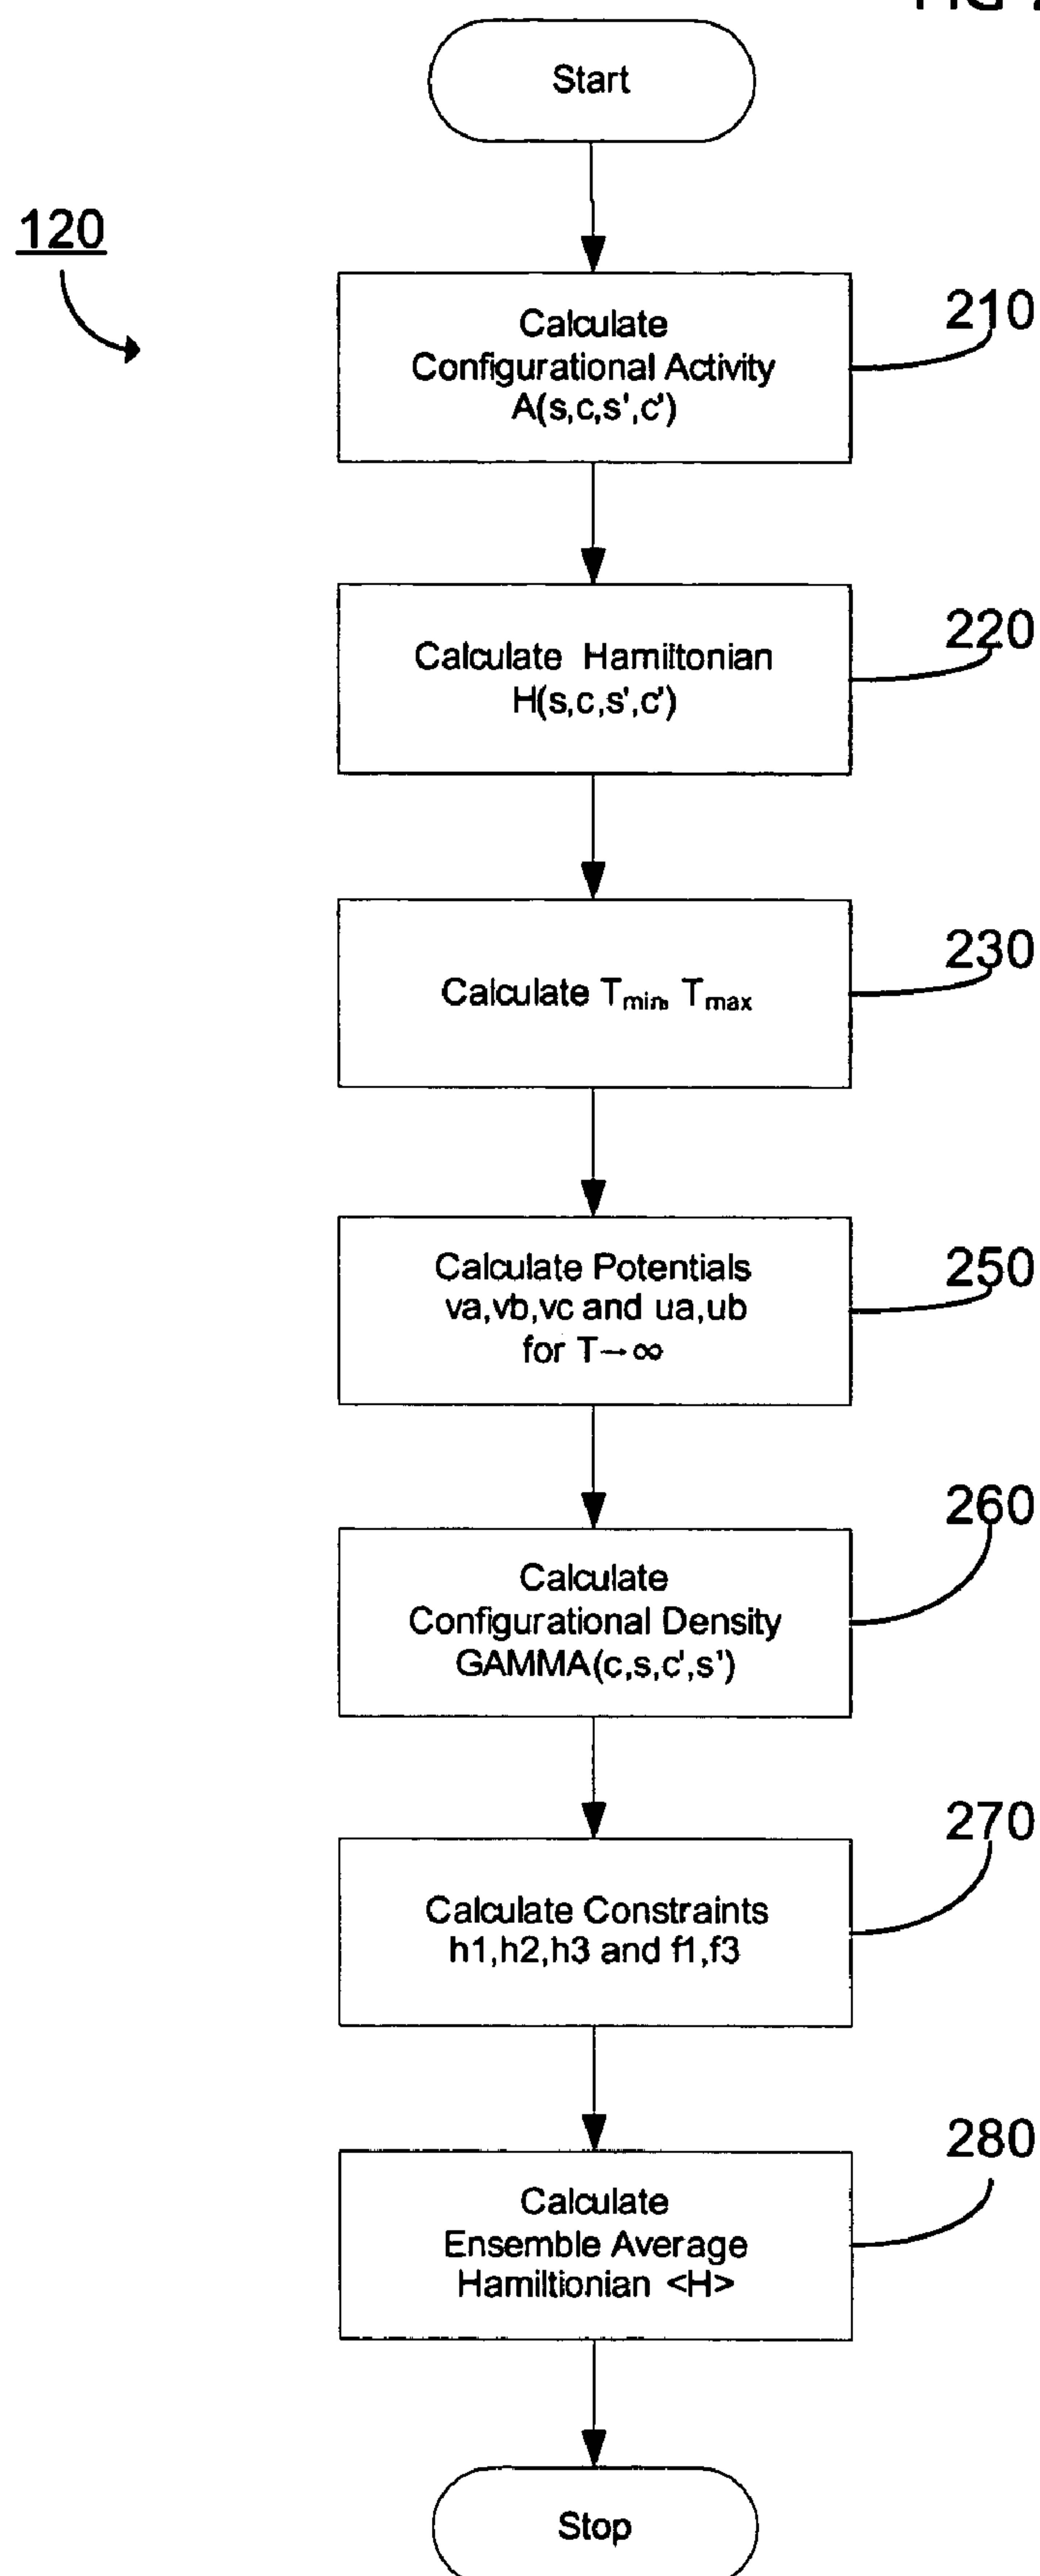 Start
120
Calculate
Configurational Activity
A(s,c,s',c')
210
Calculate Hamiltonian
H(s,c,s',c')
220
Calculate Tmin, Tmax
230
Calculate Potentials
va,vb,vc and ua,ub
for T→∞
250
Calculate
Configurational Density
GAMMA(c,s,c',s')
260
Calculate Constraints
h1,h2,h3 and f1,f3
270
Calculate
Ensemble Average
Hamiltionian <H>
280
Stop